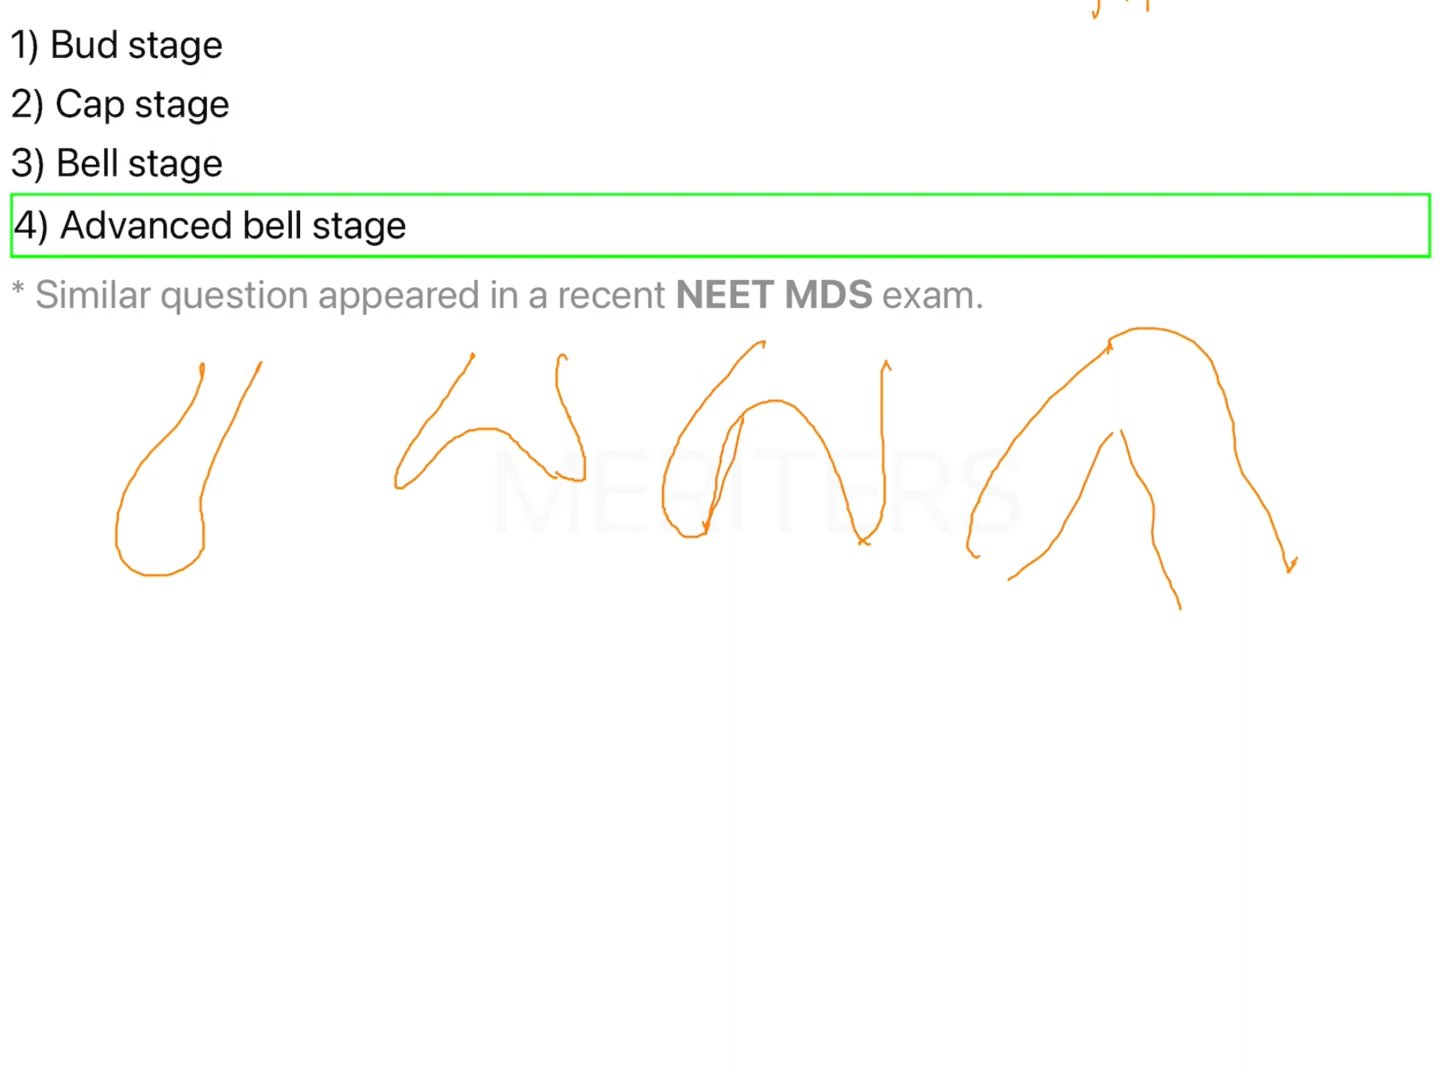 1) Bud stage
2) Cap stage
3) Bell stage
4) Advanced bell stage
* Similar question appeared in a recent NEET MDS exam.
MERITERS